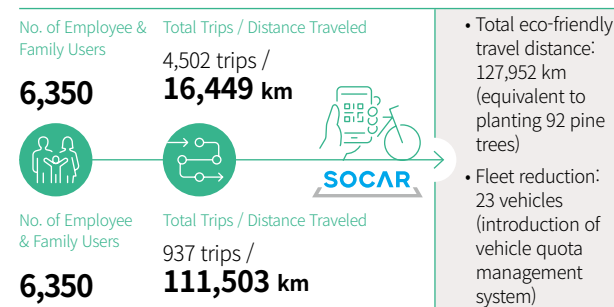 No. of Employee &
Family Users
6,350
Total Trips / Distance Traveled
4,502 trips /
16,449 km
SOCAR
No. of Employee
& Family Users
6,350
Total Trips / Distance Traveled
937 trips /
111,503 km
• Total eco-friendly
travel distance:
127,952 km
(equivalent to
planting 92 pine
trees)
• Fleet reduction:
23 vehicles
(introduction of
vehicle quota
management
system)